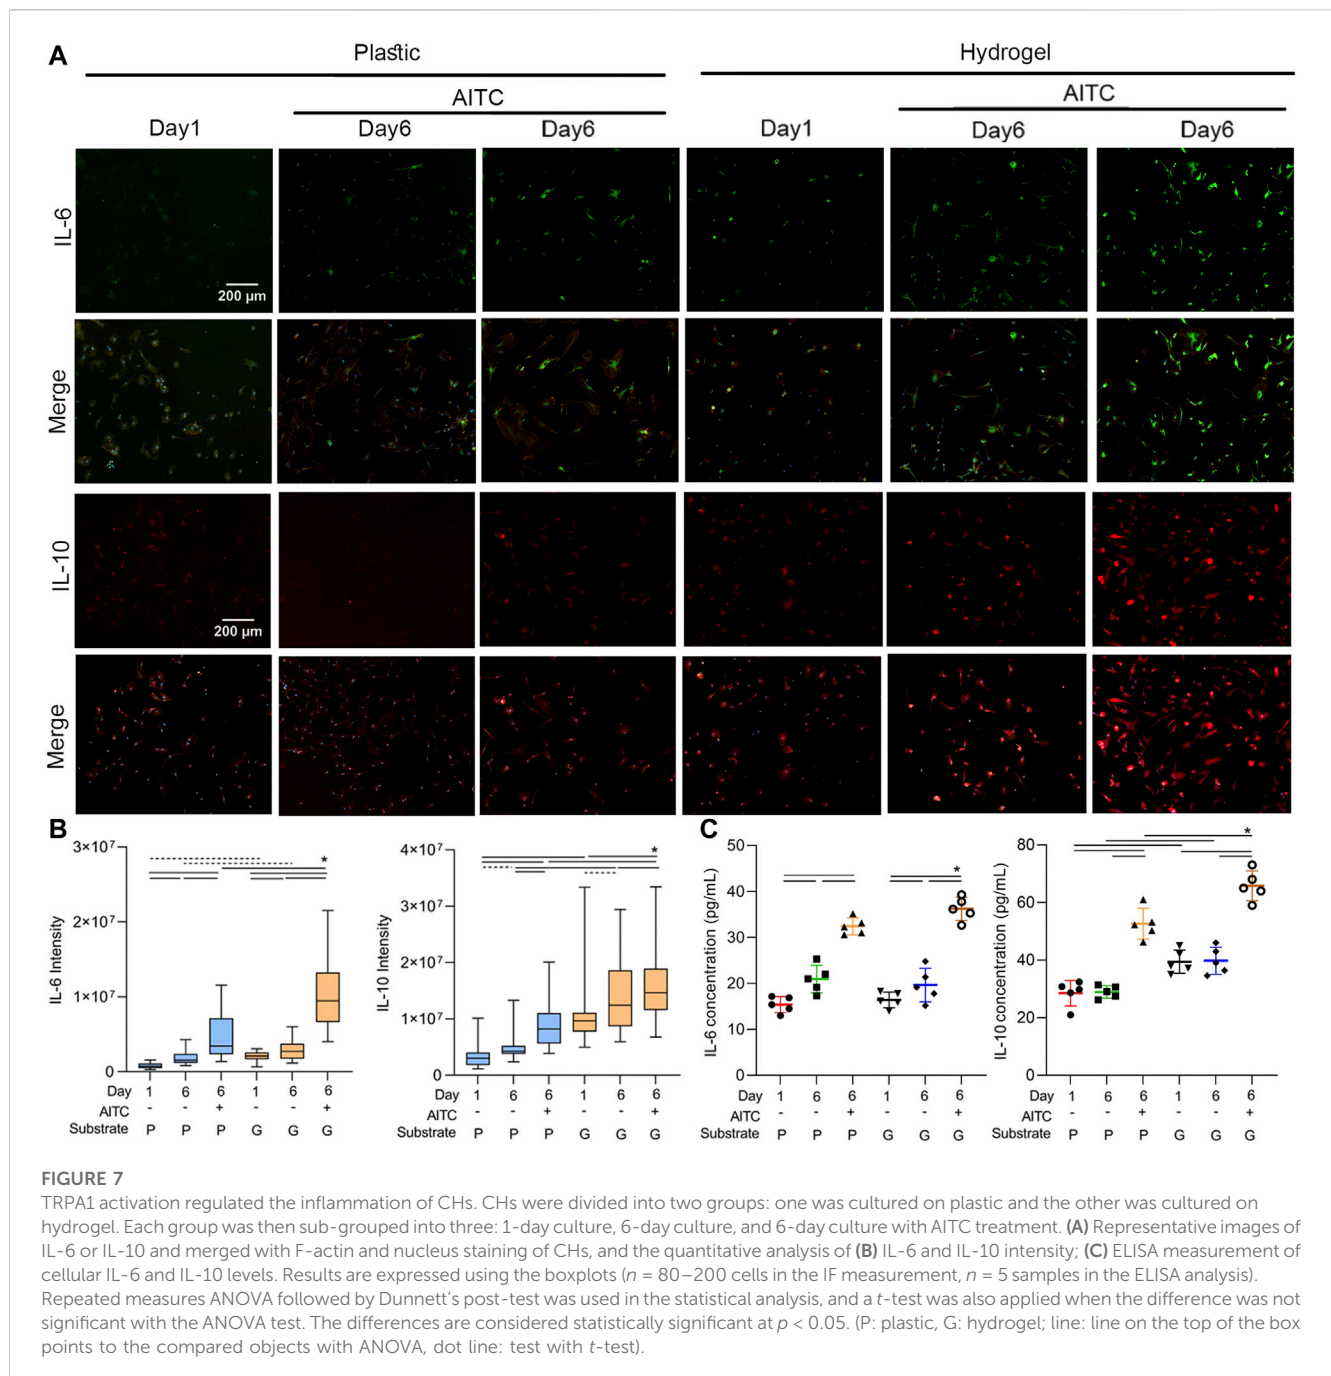 A
Plastic
Hydrogel
AITC
AITC
Day1
Day6
Day6
Day1
Day6
Day6
IL-6
200 µm
Merge
IL-10
200 µm
Merge
B
3×10⁷
2×10⁷
1×10⁷
0
IL-6 Intensity
*
Day 1 6 6 1 6 6
AITC - - + - - +
Substrate P P P G G G
4×10⁷
3×10⁷
2×10⁷
1×10⁷
0
IL-10 Intensity
*
1 6 6 1 6 6
- - + - - +
P P P G G G
C
50
40
30
20
10
0
IL-6 concentration (pg/mL)
*
Day 1 6 6 1 6 6
AITC - - + - - +
Substrate P P P G G G
80
60
40
20
0
IL-10 concentration (pg/mL)
*
1 6 6 1 6 6
- - + - - +
P P P G G G
FIGURE 7
TRPA1 activation regulated the inflammation of CHs. CHs were divided into two groups: one was cultured on plastic and the other was cultured on
hydrogel. Each group was then sub-grouped into three: 1-day culture, 6-day culture, and 6-day culture with AITC treatment. (A) Representative images of
IL-6 or IL-10 and merged with F-actin and nucleus staining of CHs, and the quantitative analysis of (B) IL-6 and IL-10 intensity; (C) ELISA measurement of
cellular IL-6 and IL-10 levels. Results are expressed using the boxplots (n = 80–200 cells in the IF measurement, n = 5 samples in the ELISA analysis).
Repeated measures ANOVA followed by Dunnett's post-test was used in the statistical analysis, and a t-test was also applied when the difference was not
significant with the ANOVA test. The differences are considered statistically significant at p < 0.05. (P: plastic, G: hydrogel; line: line on the top of the box
points to the compared objects with ANOVA, dot line: test with t-test).